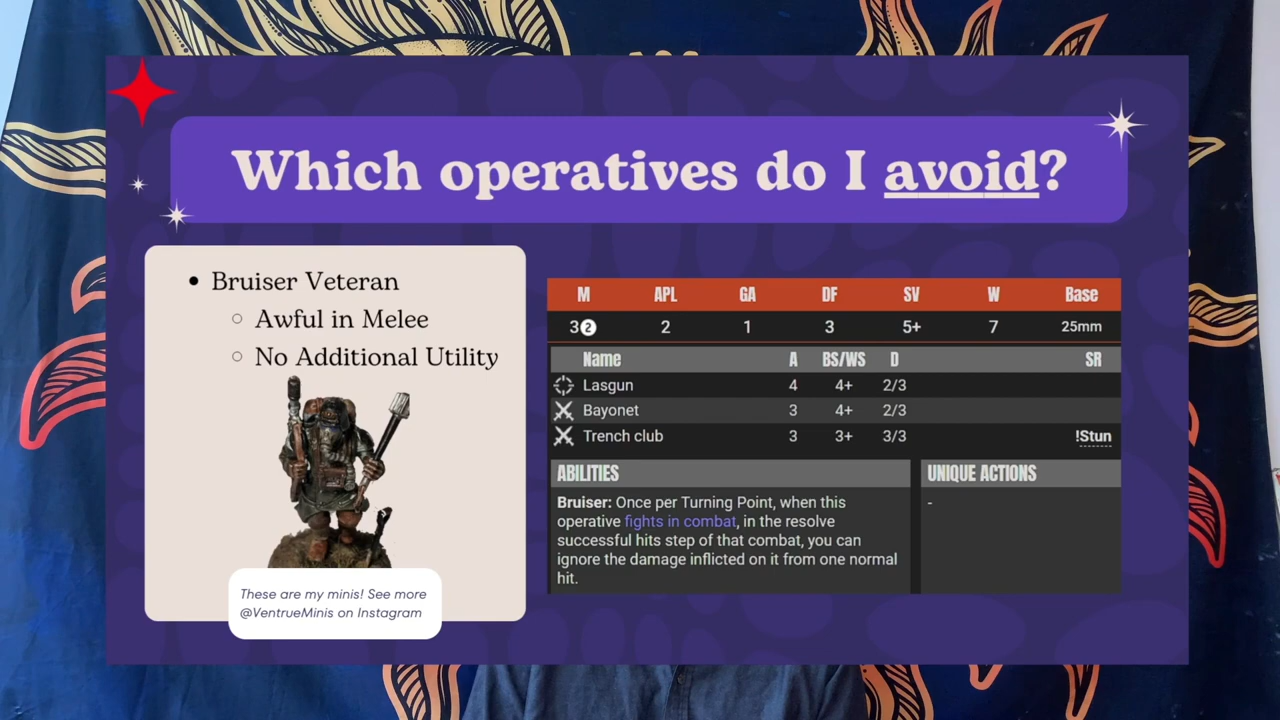 Which operatives do I avoid?
• Bruiser Veteran
○ Awful in Melee
○ No Additional Utility
These are my minis! See more
@VentrueMinis on Instagram
M APL GA DF SV W Base
3❷ 2 1 3 5+ 7 25mm
Name A BS/WS D SR
Lasgun 4 4+ 2/3
Bayonet 3 4+ 2/3
Trench club 3 3+ 3/3 !Stun
ABILITIES
Bruiser: Once per Turning Point, when this
operative fights in combat, in the resolve
successful hits step of that combat, you can
ignore the damage inflicted on it from one normal
hit.
UNIQUE ACTIONS
-